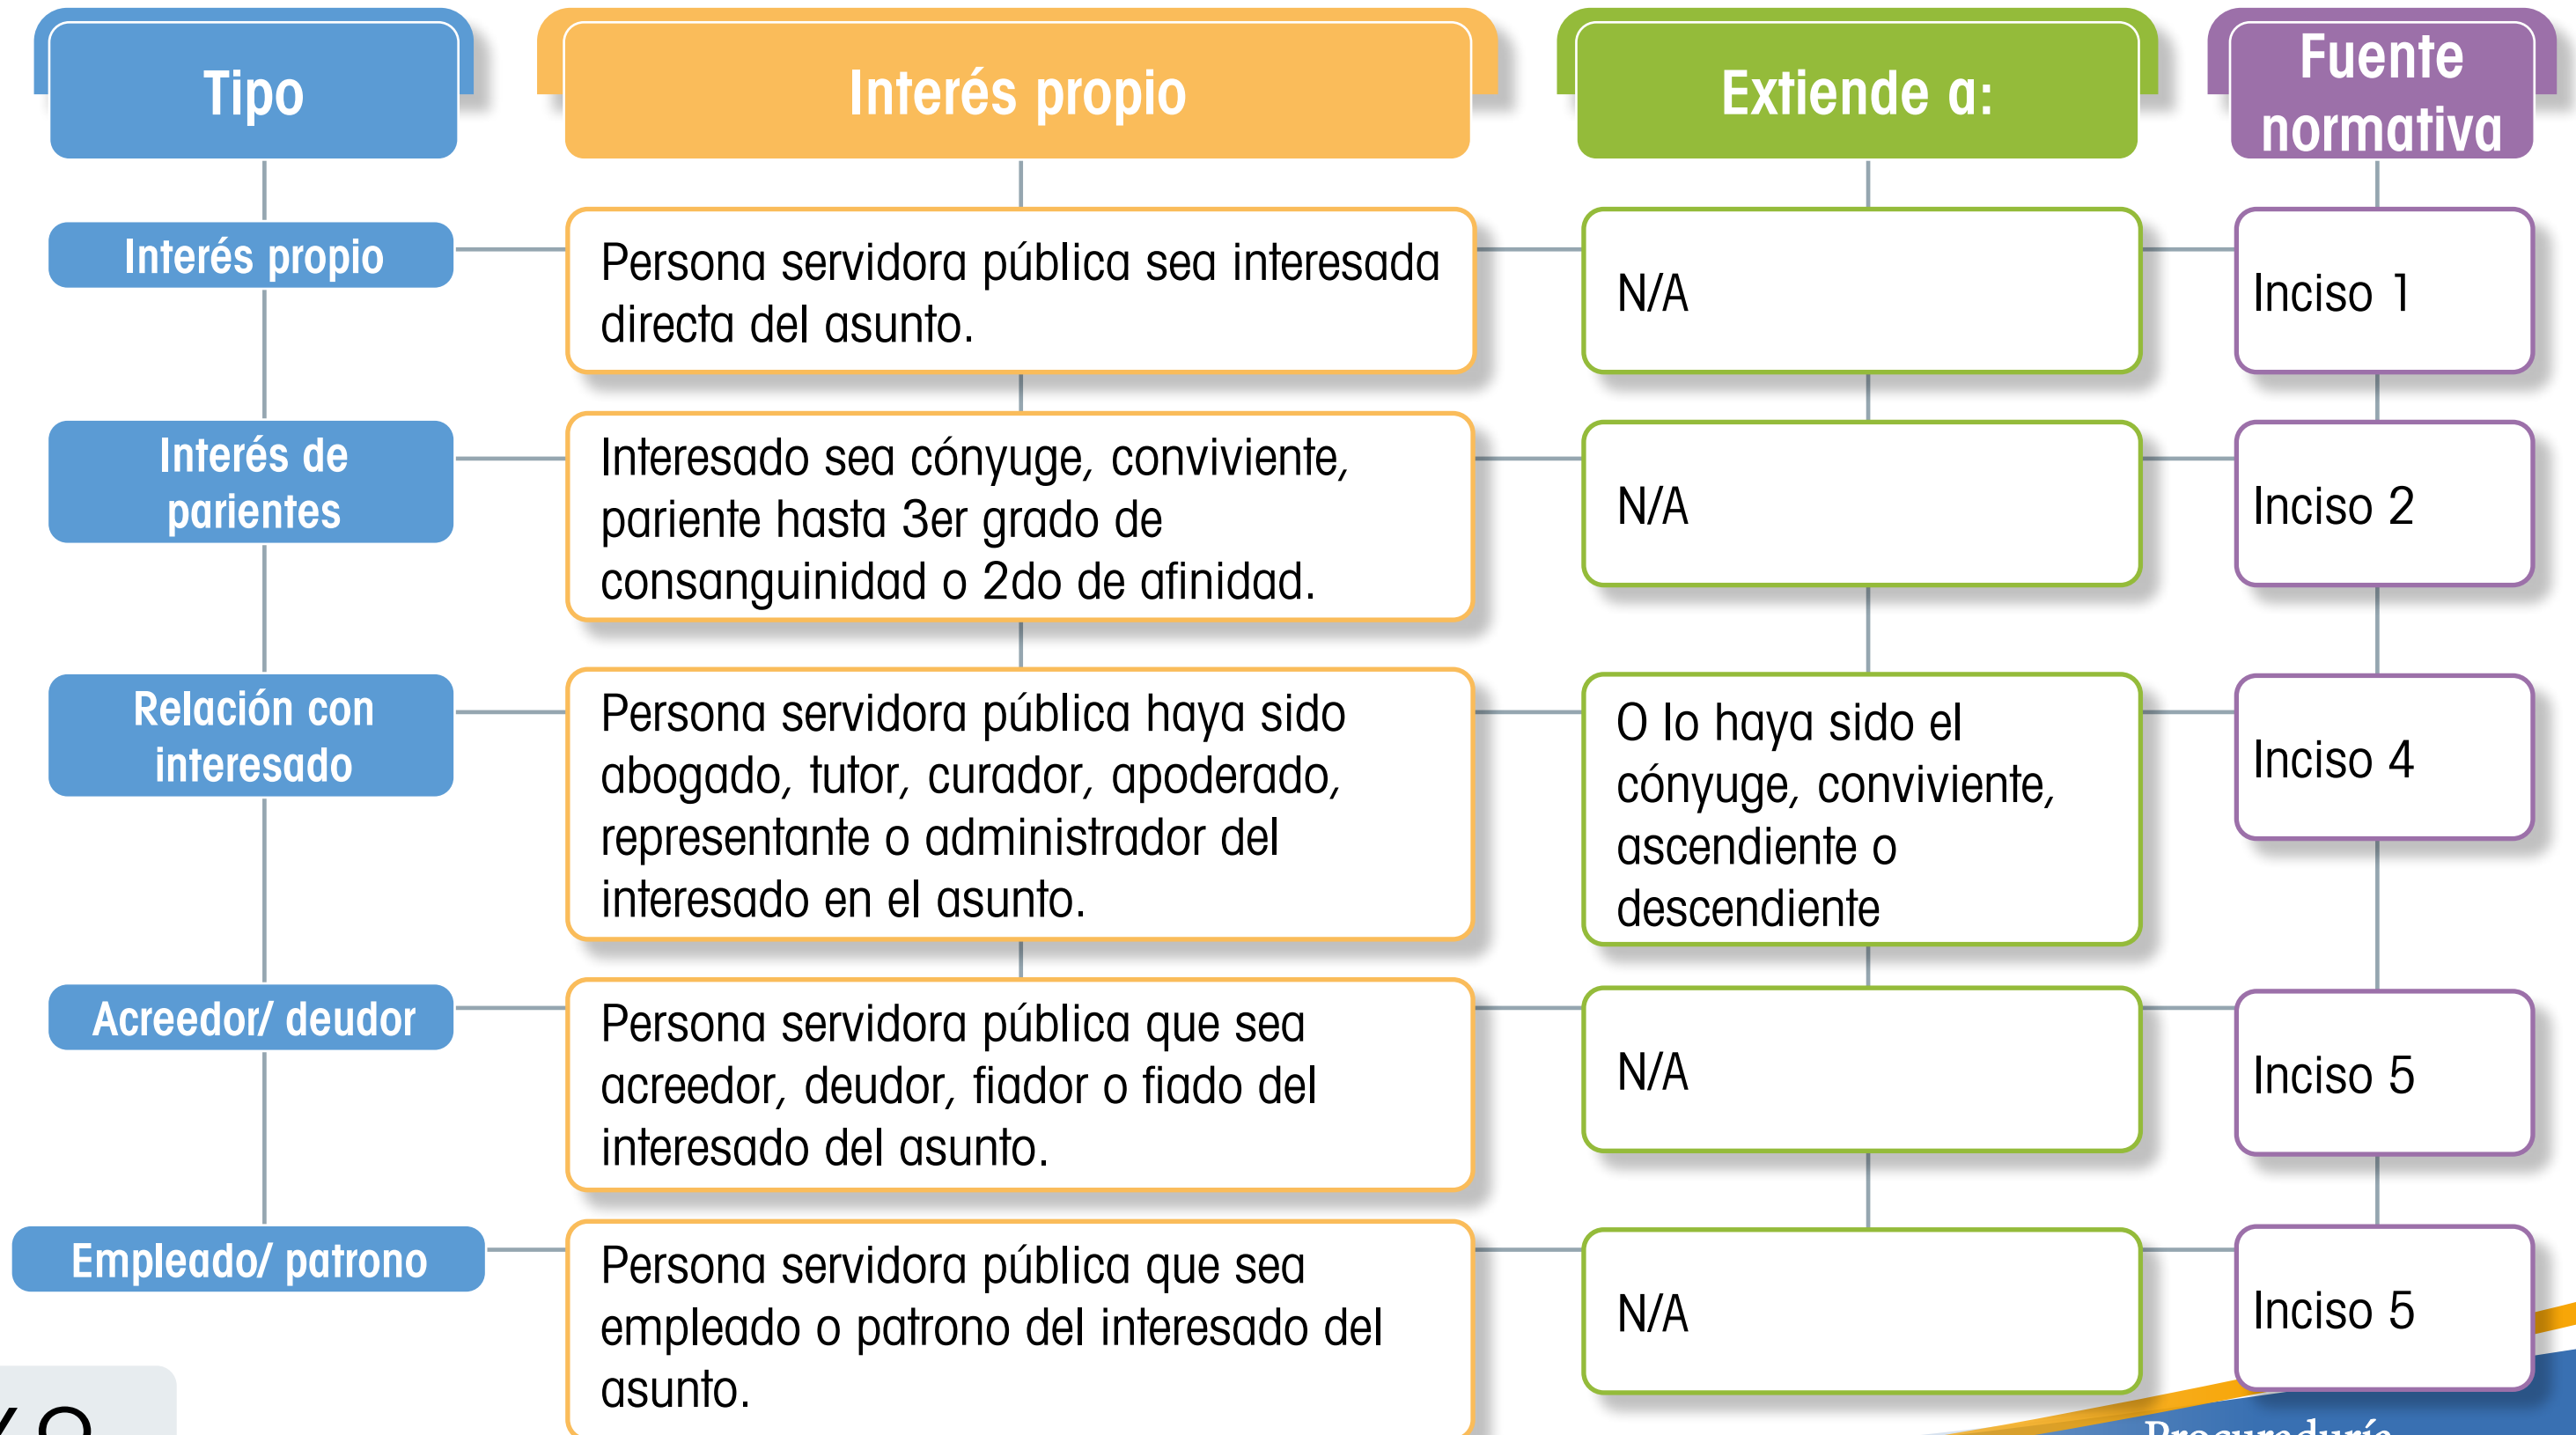 Tipo
Interés propio
Extiende a:
Fuente
normativa
Interés propio
Persona servidora pública sea interesada
directa del asunto.
N/A
Inciso 1
Interés de
parientes
Interesado sea cónyuge, conviviente,
pariente hasta 3er grado de
consanguinidad o 2do de afinidad.
N/A
Inciso 2
Relación con
interesado
Persona servidora pública haya sido
abogado, tutor, curador, apoderado,
representante o administrador del
interesado en el asunto.
O lo haya sido el
cónyuge, conviviente,
ascendiente o
descendiente
Inciso 4
Acreedor/ deudor
Persona servidora pública que sea
acreedor, deudor, fiador o fiado del
interesado del asunto.
N/A
Inciso 5
Empleado/ patrono
Persona servidora pública que sea
empleado o patrono del interesado del
asunto.
N/A
Inciso 5
Procuraduría